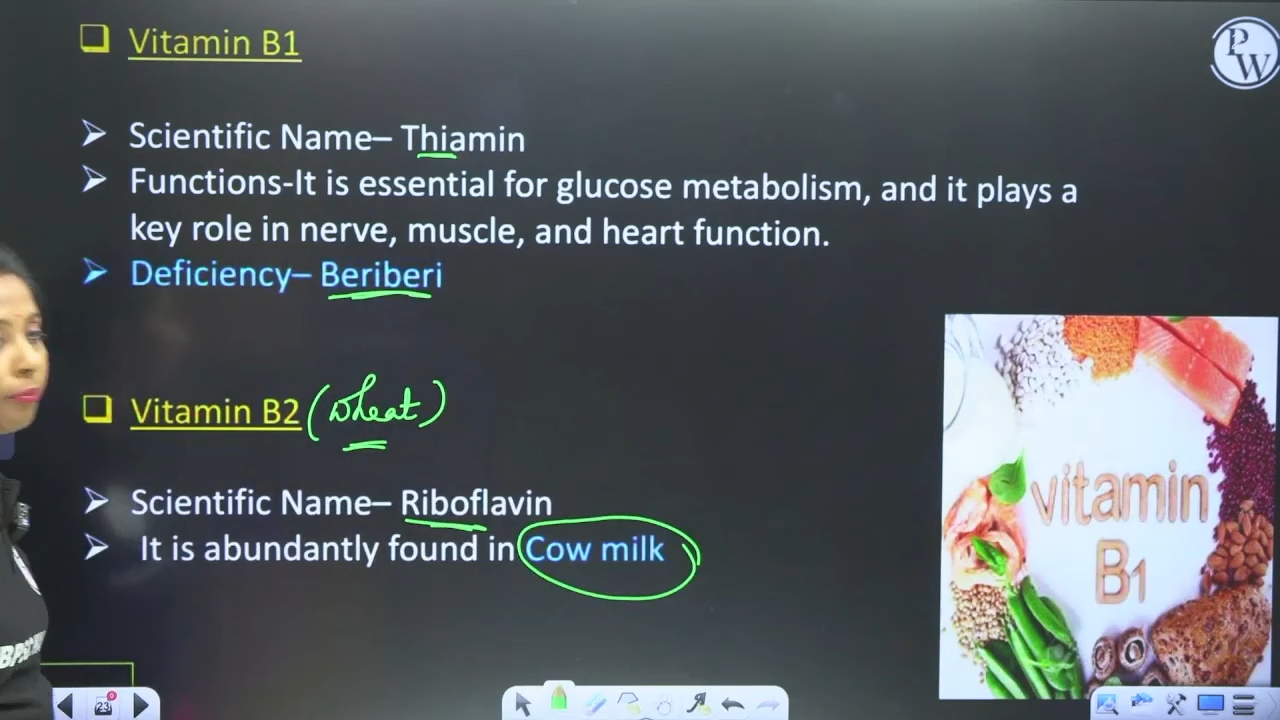 Vitamin B1
PW
Scientific Name– Thiamin
Functions-It is essential for glucose metabolism, and it plays a
key role in nerve, muscle, and heart function.
Deficiency– Beriberi
Vitamin B2 (wheat)
Scientific Name– Riboflavin
It is abundantly found in Cow milk
vitamin
B1
23